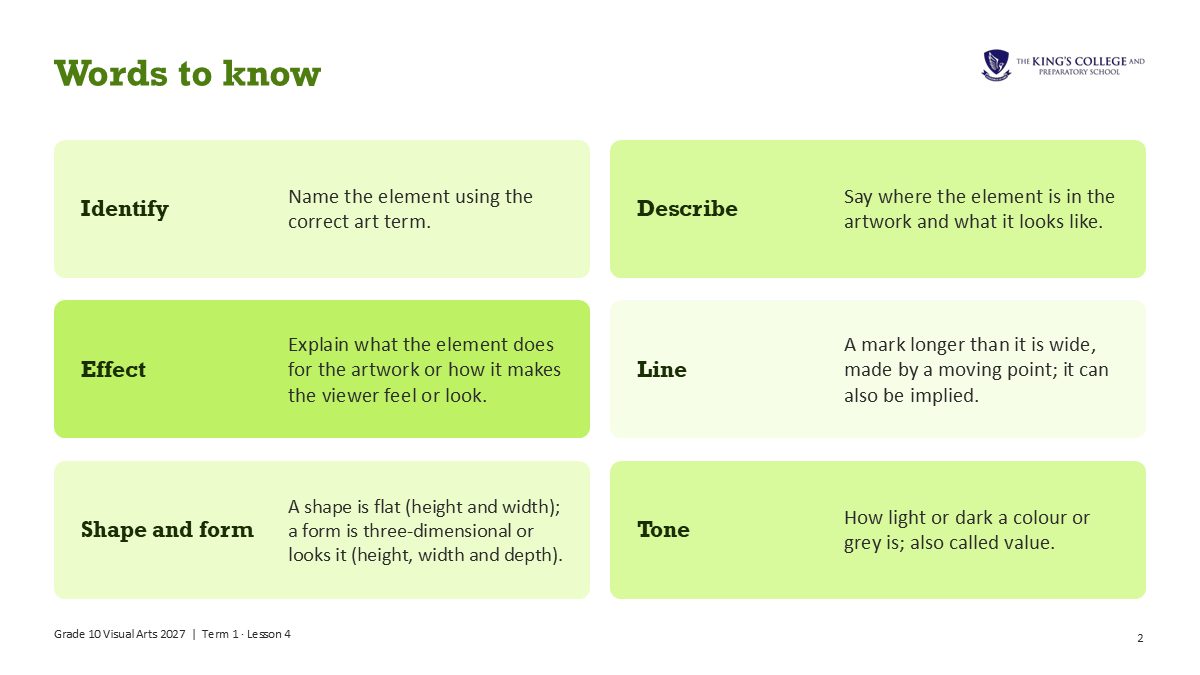 Words to know
THE KING'S COLLEGE AND
PREPARATORY SCHOOL
Identify
Name the element using the
correct art term.
Describe
Say where the element is in the
artwork and what it looks like.
Effect
Explain what the element does
for the artwork or how it makes
the viewer feel or look.
Line
A mark longer than it is wide,
made by a moving point; it can
also be implied.
Shape and form
A shape is flat (height and width);
a form is three-dimensional or
looks it (height, width and depth).
Tone
How light or dark a colour or
grey is; also called value.
Grade 10 Visual Arts 2027 | Term 1 · Lesson 4
2